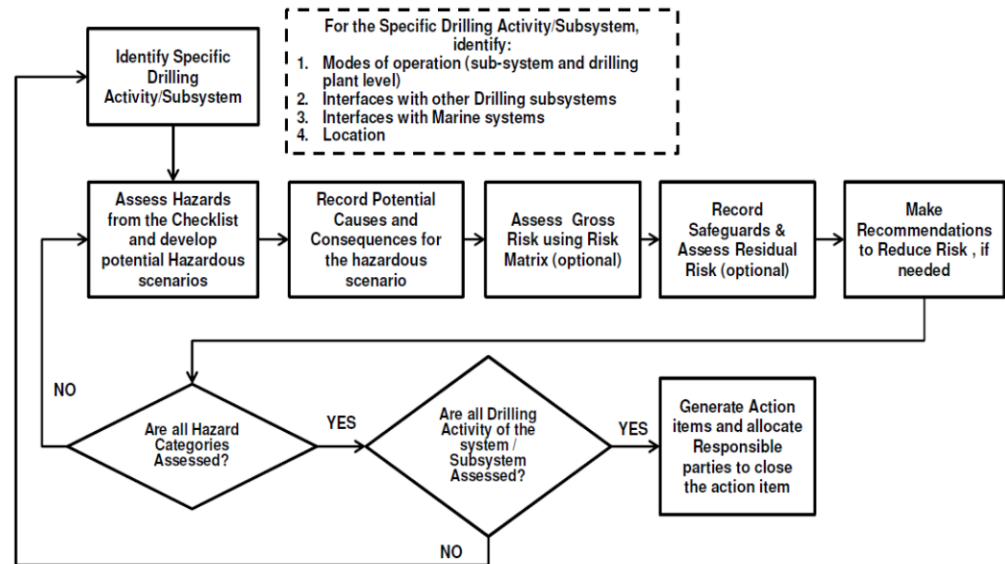 Identify Specific
Drilling
Activity/Subsystem
For the Specific Drilling Activity/Subsystem,
identify:
1. Modes of operation (sub-system and drilling
plant level)
2. Interfaces with other Drilling subsystems
3. Interfaces with Marine systems
4. Location
Assess Hazards
from the Checklist
and develop
potential Hazardous
scenarios
Record Potential
Causes and
Consequences for
the hazardous
scenario
Assess Gross
Risk using Risk
Matrix (optional)
Record
Safeguards &
Assess Residual
Risk (optional)
Make
Recommendations
to Reduce Risk , if
needed
NO
Are all Hazard
Categories
Assessed?
YES
Are all Drilling
Activity of the
system /
Subsystem
Assessed?
YES
Generate Action
items and allocate
Responsible
parties to close
the action item
NO